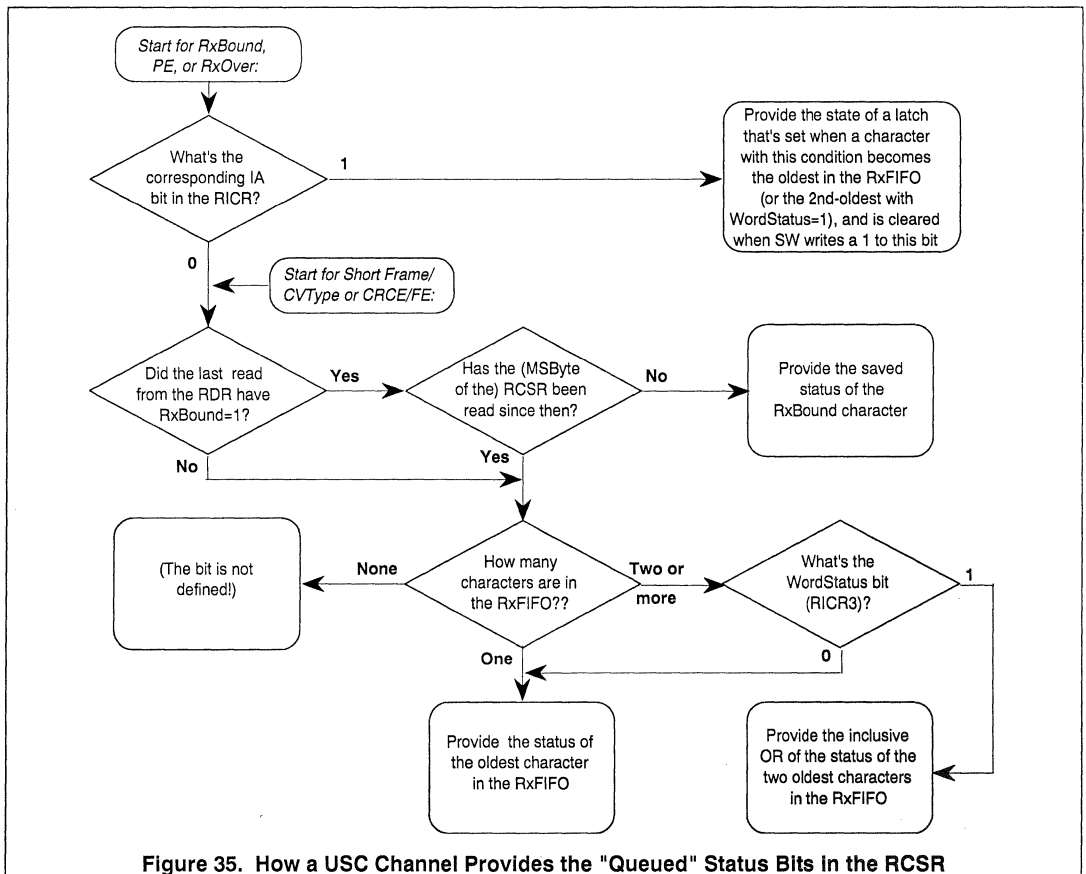 Start for RxBound,
PE, or RxOver:
What's the
corresponding IA
bit in the RICR?
1
Provide the state of a latch
that's set when a character
with this condition becomes
the oldest in the RxFIFO
(or the 2nd-oldest with
WordStatus=1), and is cleared
when SW writes a 1 to this bit
0
Start for Short Frame/
CVType or CRCE/FE:
Did the last read
from the RDR have
RxBound=1?
Yes
Has the (MSByte
of the) RCSR been
read since then?
No
Provide the saved
status of the
RxBound character
No
Yes
(The bit is not
defined!)
None
How many
characters are in
the RxFIFO??
Two or
more
What's the
WordStatus bit
(RICR3)?
1
One
0
Provide the status of
the oldest character
in the RxFIFO
Provide the inclusive
OR of the status of the
two oldest characters
in the RxFIFO
Figure 35. How a USC Channel Provides the "Queued" Status Bits in the RCSR